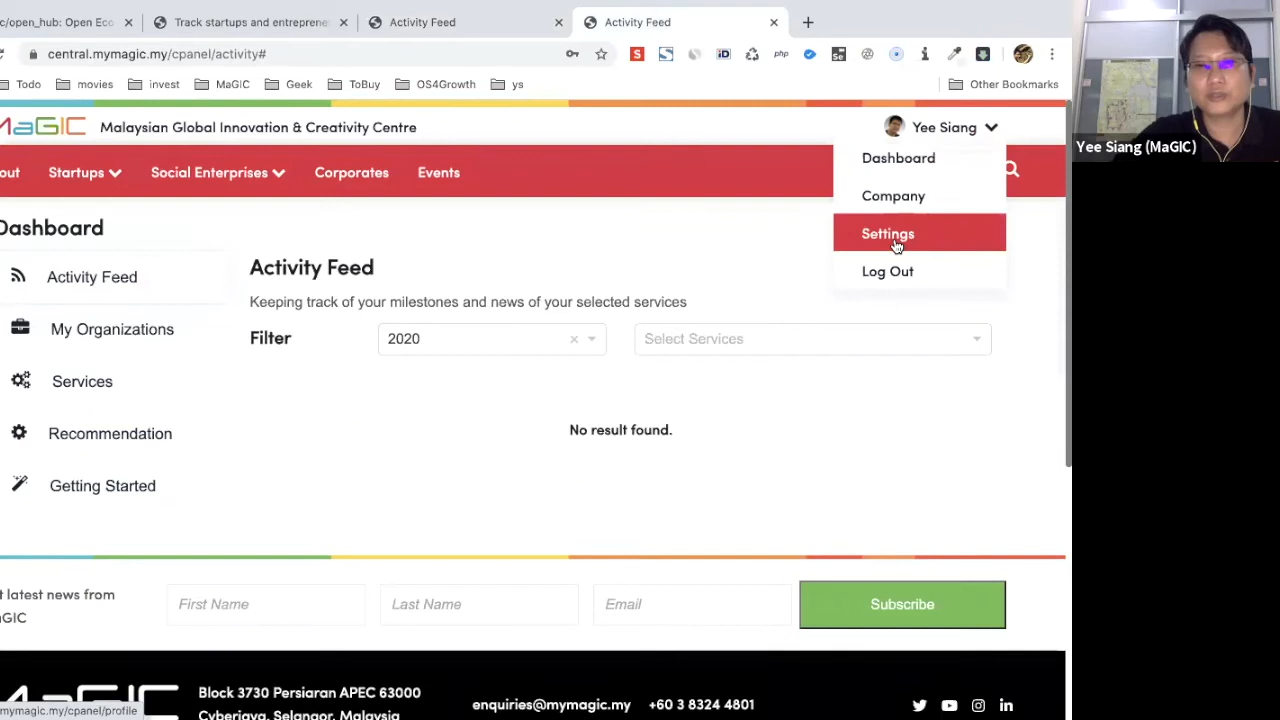 c/open_hub: Open Eco
Track startups and entreprene
Activity Feed
Activity Feed
central.mymagic.my/cpanel/activity#
Todo
movies
invest
MaGIC
Geek
ToBuy
OS4Growth
ys
Other Bookmarks
MaGIC
Malaysian Global Innovation & Creativity Centre
Yee Siang
Dashboard
Company
Settings
Log Out
out
Startups
Social Enterprises
Corporates
Events
Dashboard
Activity Feed
My Organizations
Services
Recommendation
Getting Started
Activity Feed
Keeping track of your milestones and news of your selected services
Filter
2020
Select Services
No result found.
t latest news from
aGIC
First Name
Last Name
Email
Subscribe
MaGIC
Block 3730 Persiaran APEC 63000
Cyberjaya, Selangor, Malaysia
enquiries@mymagic.my
+60 3 8324 4801
mymagic.my/cpanel/profile
Yee Siang (MaGIC)